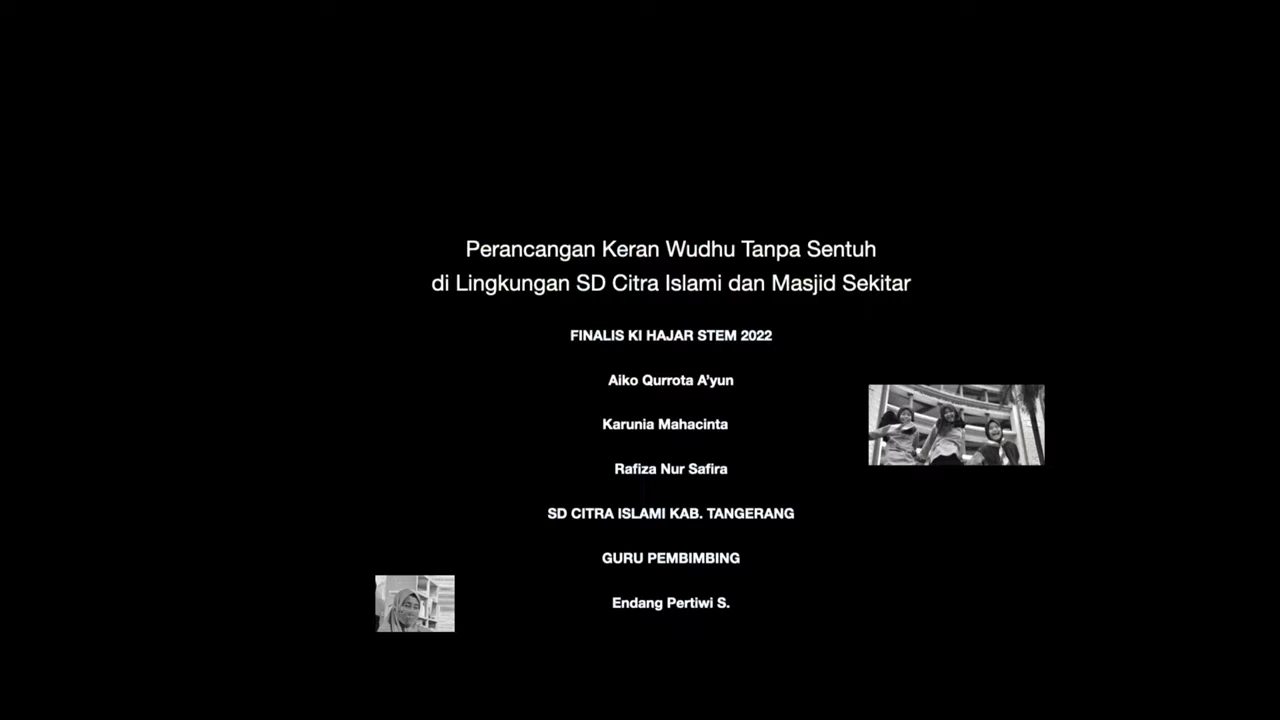 Perancangan Keran Wudhu Tanpa Sentuh
di Lingkungan SD Citra Islami dan Masjid Sekitar
FINALIS KI HAJAR STEM 2022
Aiko Qurrota A'yun
Karunia Mahacinta
Rafiza Nur Safira
SD CITRA ISLAMI KAB. TANGERANG
GURU PEMBIMBING
Endang Pertiwi S.